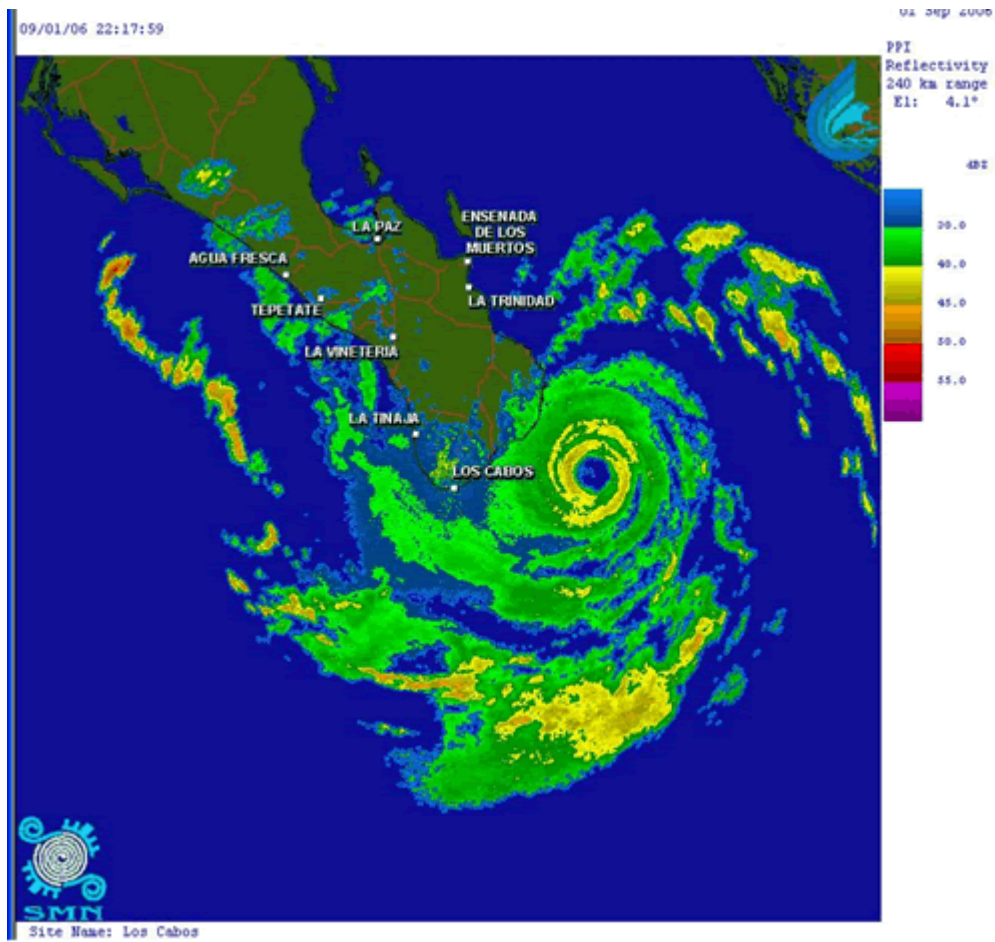 01 Sep 2006
09/01/06 22:17:59
PPI
Reflectivity
240 km range
El: 4.1°
dBZ
30.0
40.0
45.0
50.0
55.0
LA PAZ
ENSENADA
DE LOS
MUERTOS
AGUA FRESCA
LA TRINIDAD
TEPETATE
LA VINETERIA
LA TINAJA
LOS CABOS
SMN
Site Name: Los Cabos